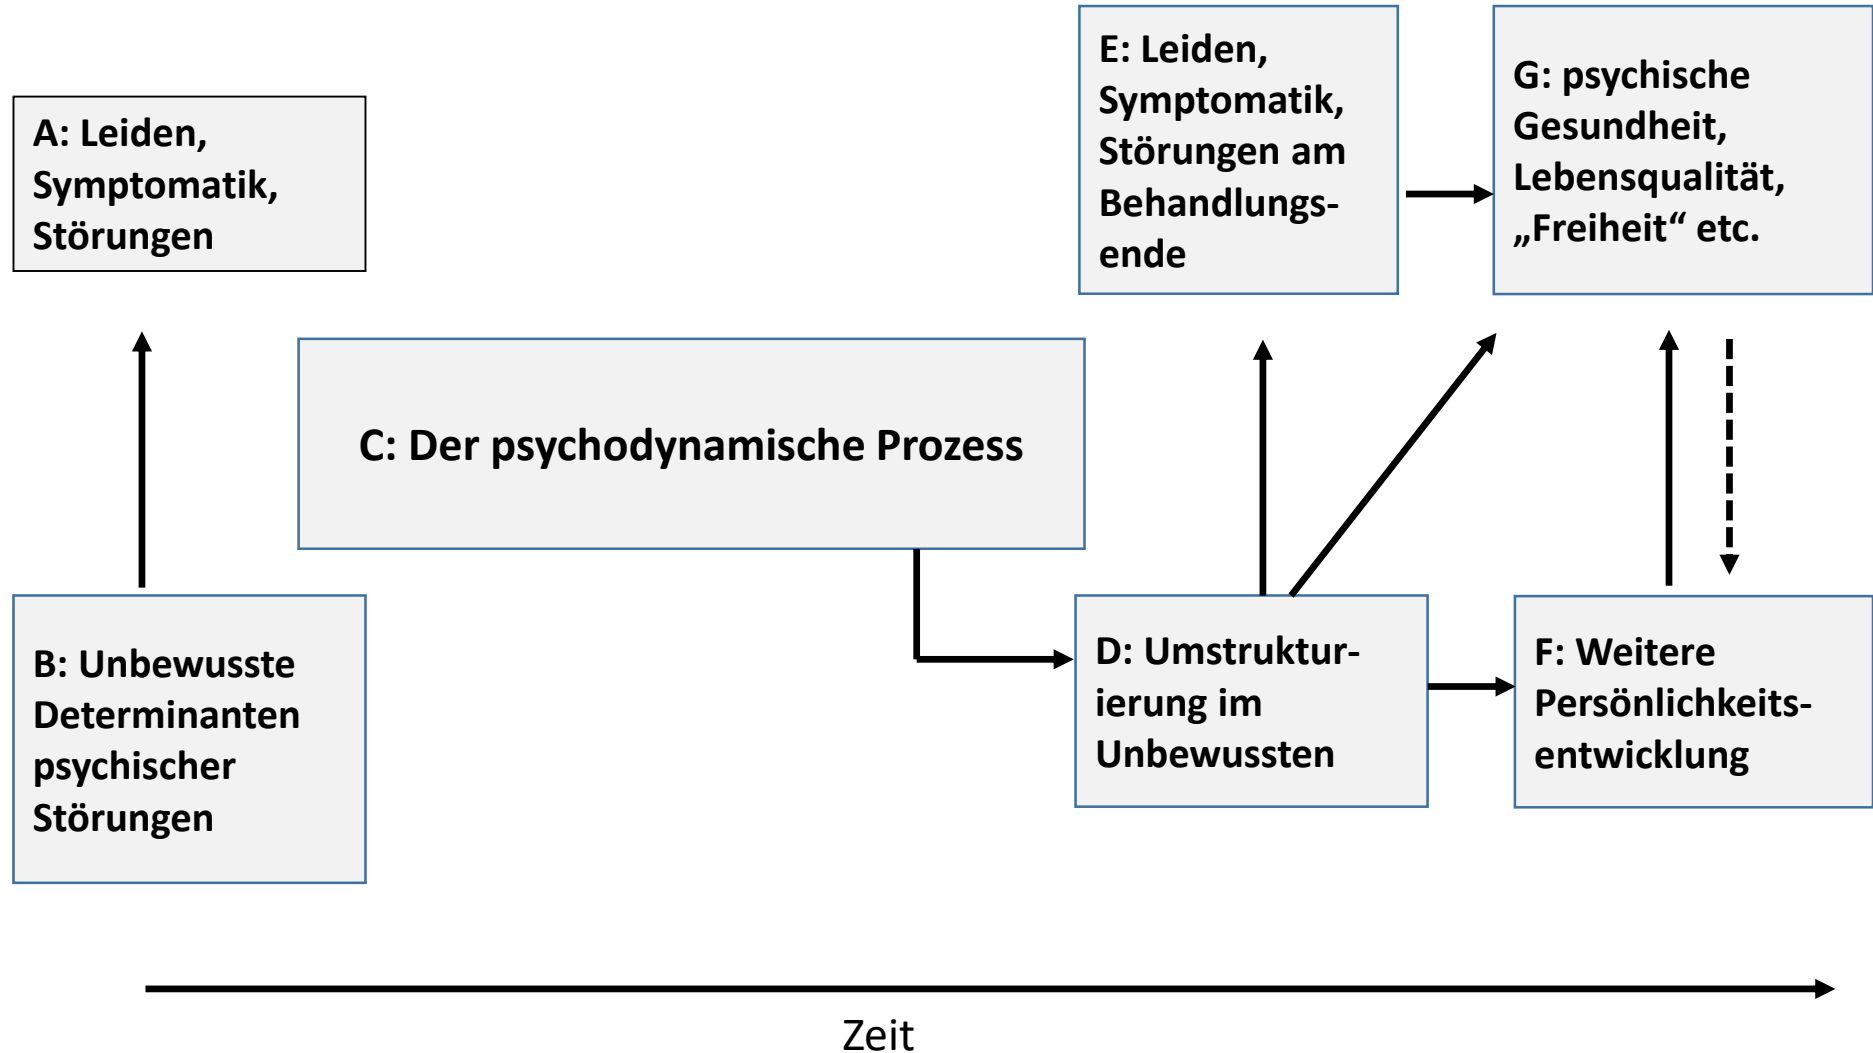 A: Leiden,
Symptomatik,
Störungen
B: Unbewusste
Determinanten
psychischer
Störungen
C: Der psychodynamische Prozess
E: Leiden,
Symptomatik,
Störungen am
Behandlungs-
ende
D: Umstruktur-
ierung im
Unbewussten
G: psychische
Gesundheit,
Lebensqualität,
„Freiheit“ etc.
F: Weitere
Persönlichkeits-
entwicklung
Zeit